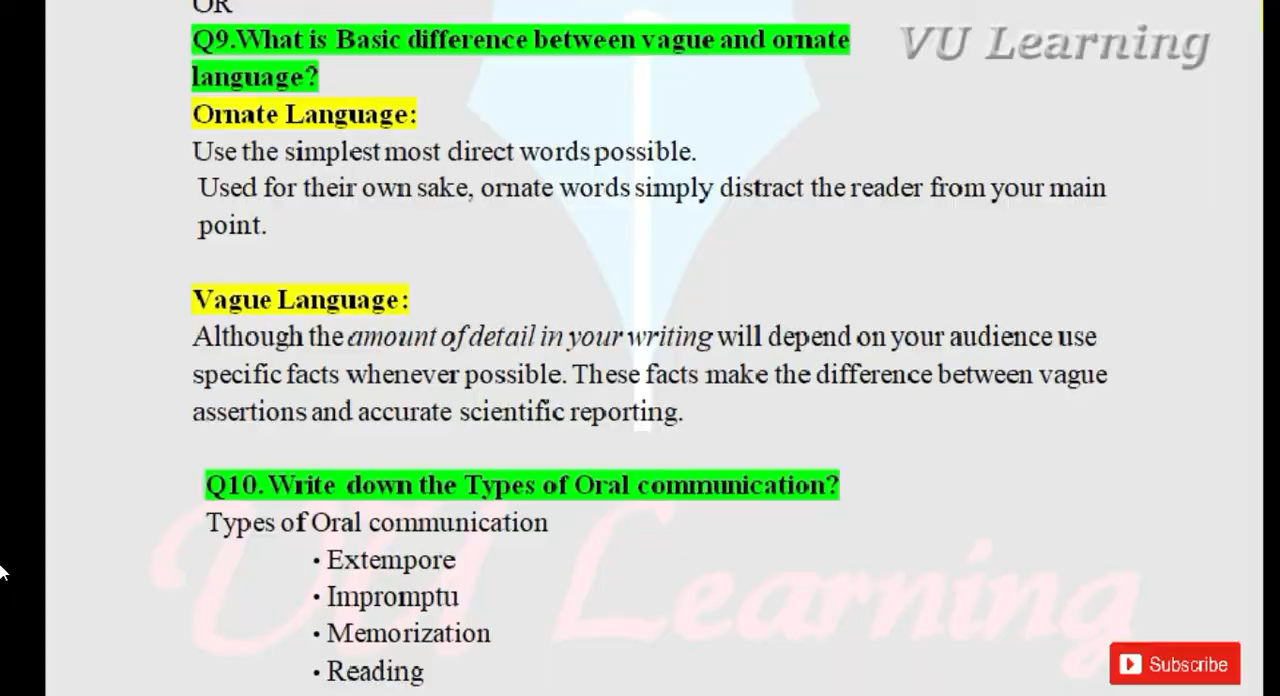 OR
Q9.What is Basic difference between vague and ornate
VU Learning
language?
Ornate Language:
Use the simplest most direct words possible.
Used for their own sake, ornate words simply distract the reader from your main
point.
Vague Language:
Although the amount of detail in your writing will depend on your audience use
specific facts whenever possible. These facts make the difference between vague
assertions and accurate scientific reporting.
Q10. Write down the Types of Oral communication?
Types of Oral communication
• Extempore
• Impromptu
• Memorization
• Reading
VU Learning
Subscribe